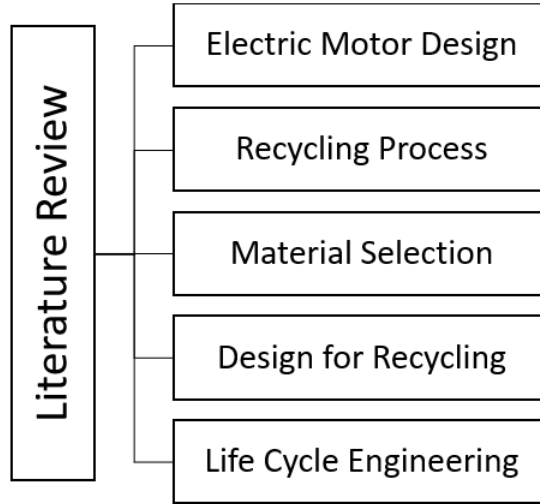 Literature Review
Electric Motor Design
Recycling Process
Material Selection
Design for Recycling
Life Cycle Engineering